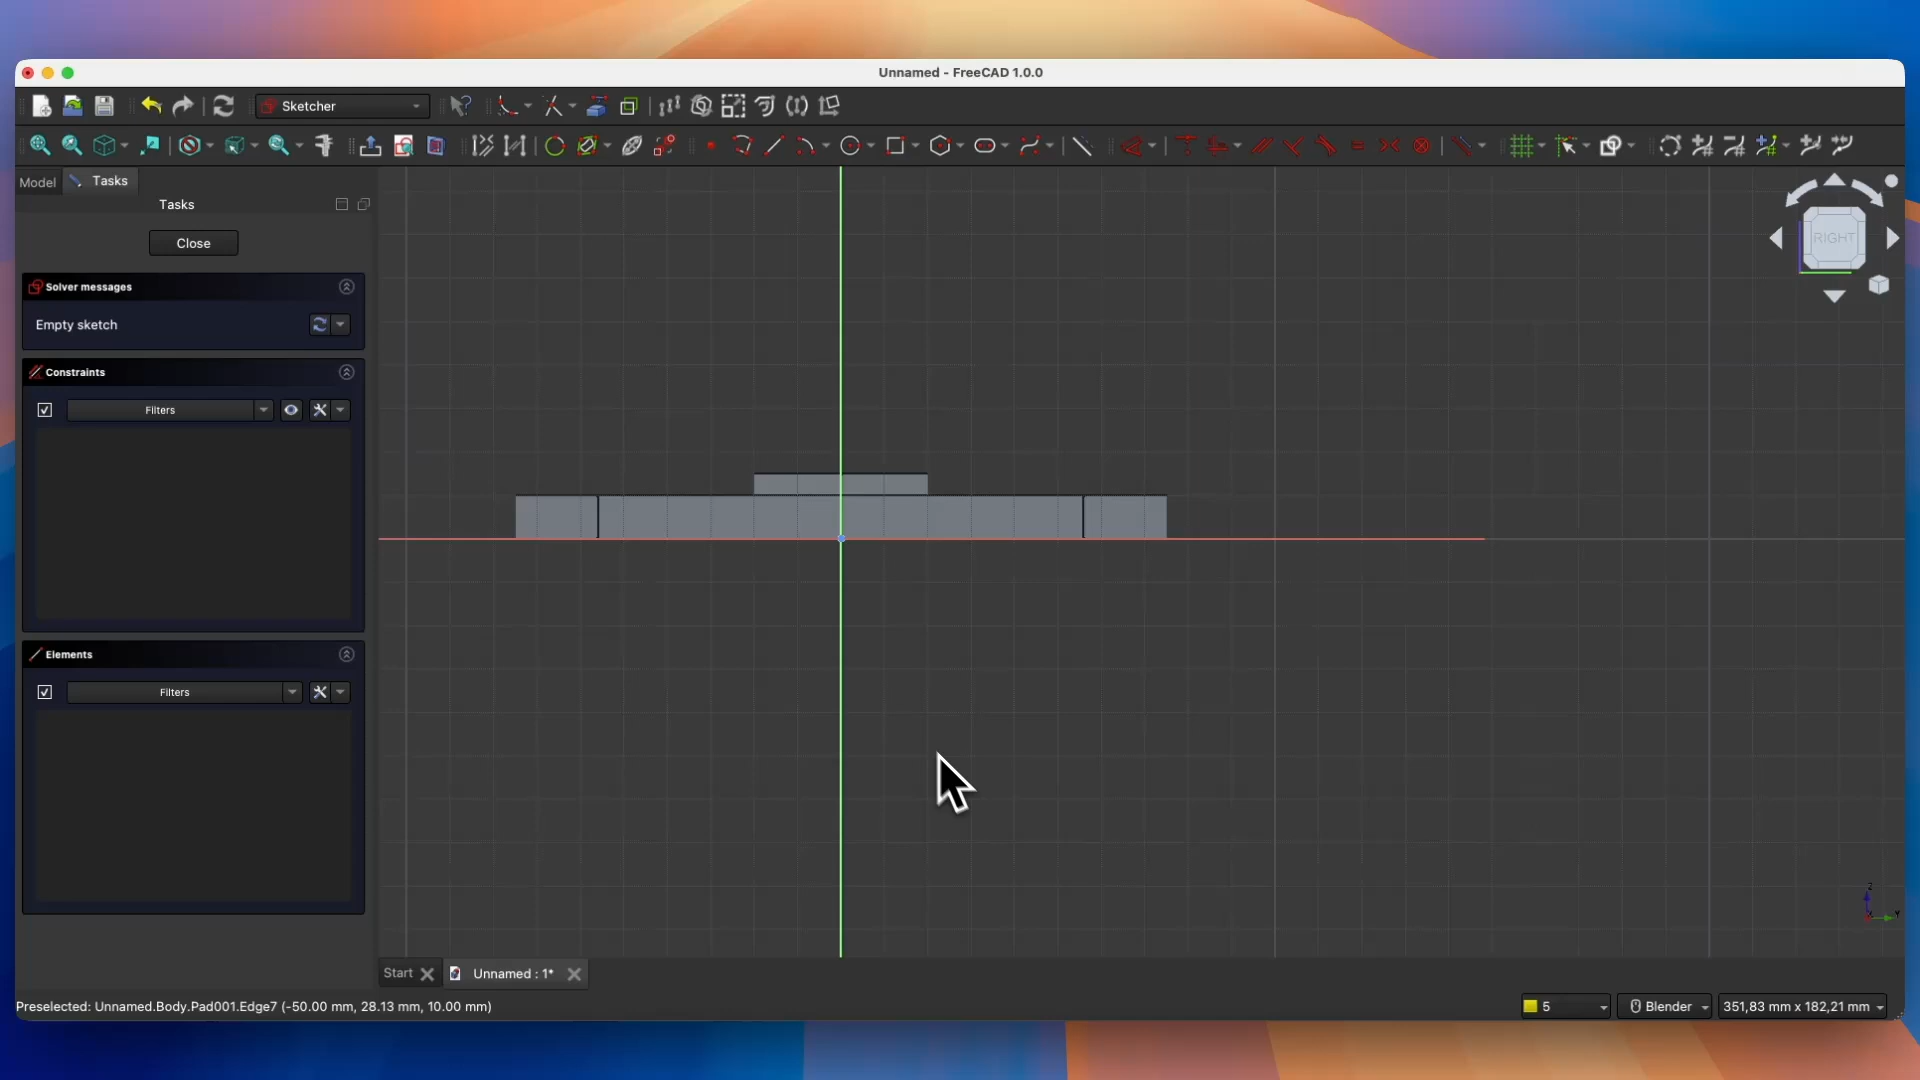 Unnamed - FreeCAD 1.0.0
Sketcher
Model
Tasks
Tasks
Close
Solver messages
Empty sketch
Constraints
Filters
Elements
Filters
RIGHT
Z
Y
Start
Unnamed : 1*
Preselected: Unnamed.Body.Pad001.Edge7 (-50.00 mm, 28.13 mm, 10.00 mm)
5
Blender
351,83 mm x 182,21 mm